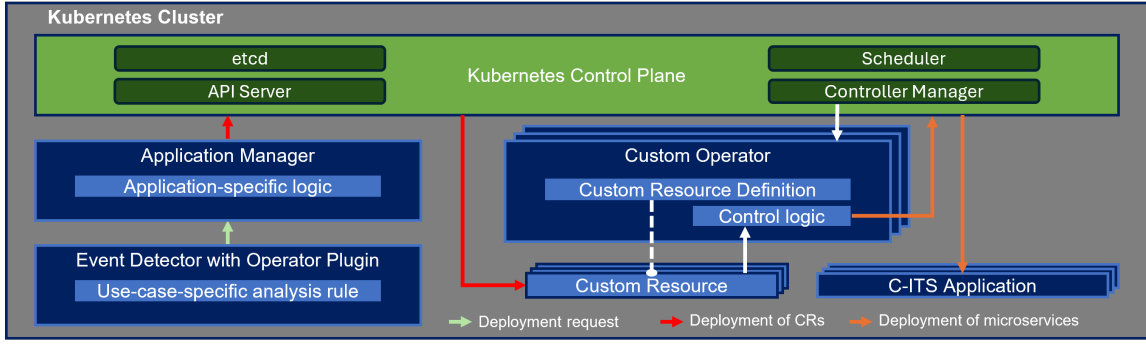 Kubernetes Cluster
etcd
API Server
Kubernetes Control Plane
Scheduler
Controller Manager
Application Manager
Application-specific logic
Event Detector with Operator Plugin
Use-case-specific analysis rule
Custom Operator
Custom Resource Definition
Control logic
Custom Resource
C-ITS Application
Deployment request
Deployment of CRs
Deployment of microservices